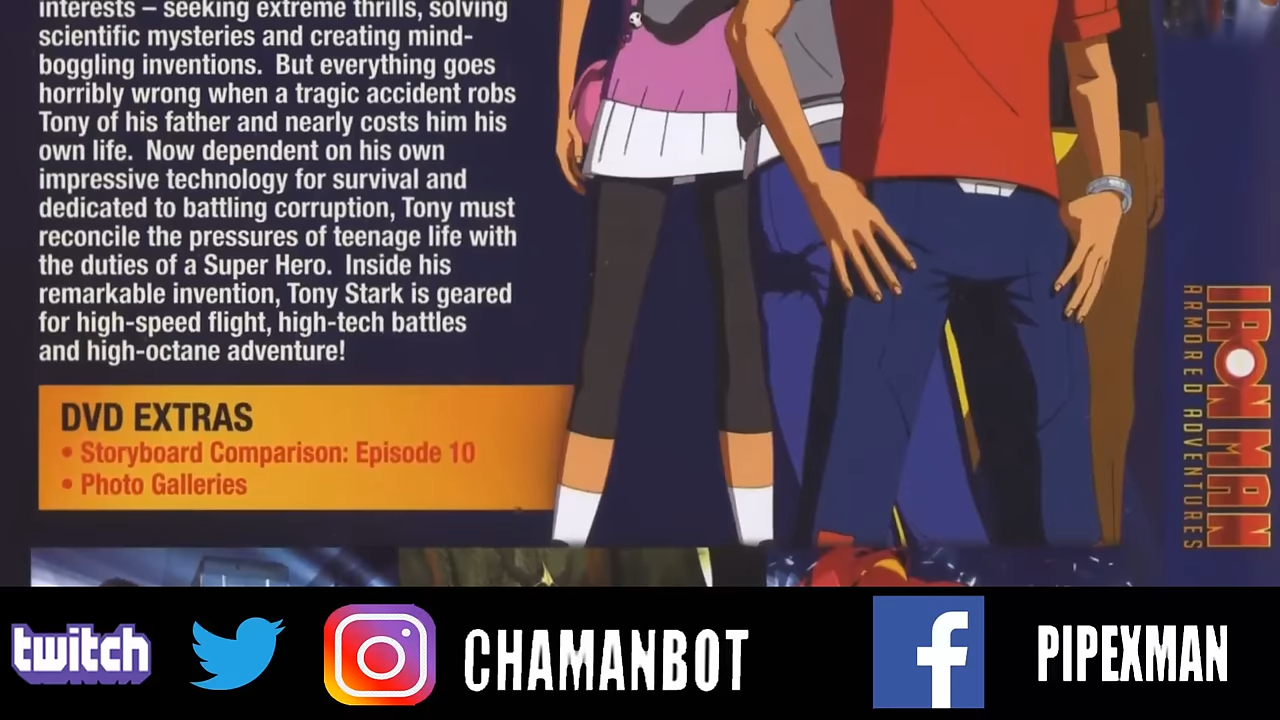 interests – seeking extreme thrills, solving
scientific mysteries and creating mind-
boggling inventions.  But everything goes
horribly wrong when a tragic accident robs
Tony of his father and nearly costs him his
own life.  Now dependent on his own
impressive technology for survival and
dedicated to battling corruption, Tony must
reconcile the pressures of teenage life with
the duties of a Super Hero.  Inside his
remarkable invention, Tony Stark is geared
for high-speed flight, high-tech battles
and high-octane adventure!
DVD EXTRAS
• Storyboard Comparison: Episode 10
• Photo Galleries
IRON MAN
ARMORED ADVENTURES
twitch
CHAMANBOT
PIPEXMAN